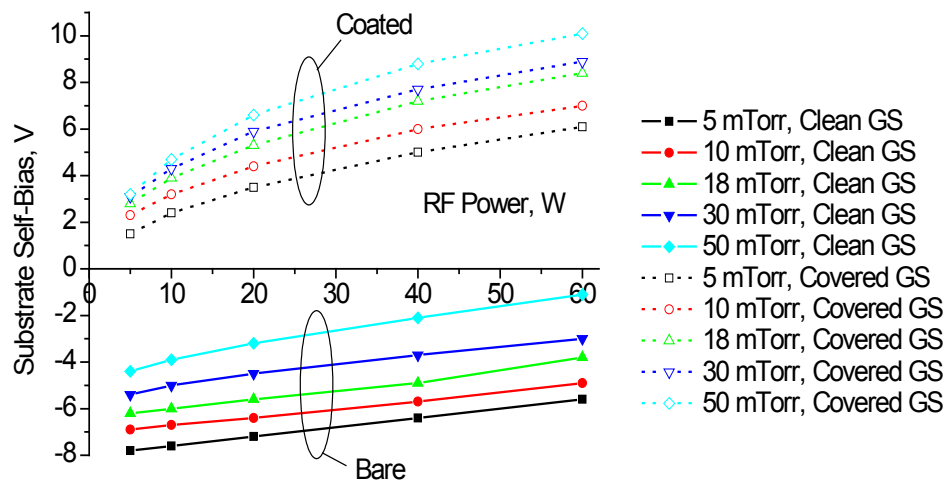 Coated
10
8
6
4
2
0
-2
-4
-6
-8
Substrate Self-Bias, V
RF Power, W
0 10 20 30 40 50 60
Bare
5 mTorr, Clean GS
10 mTorr, Clean GS
18 mTorr, Clean GS
30 mTorr, Clean GS
50 mTorr, Clean GS
5 mTorr, Covered GS
10 mTorr, Covered GS
18 mTorr, Covered GS
30 mTorr, Covered GS
50 mTorr, Covered GS